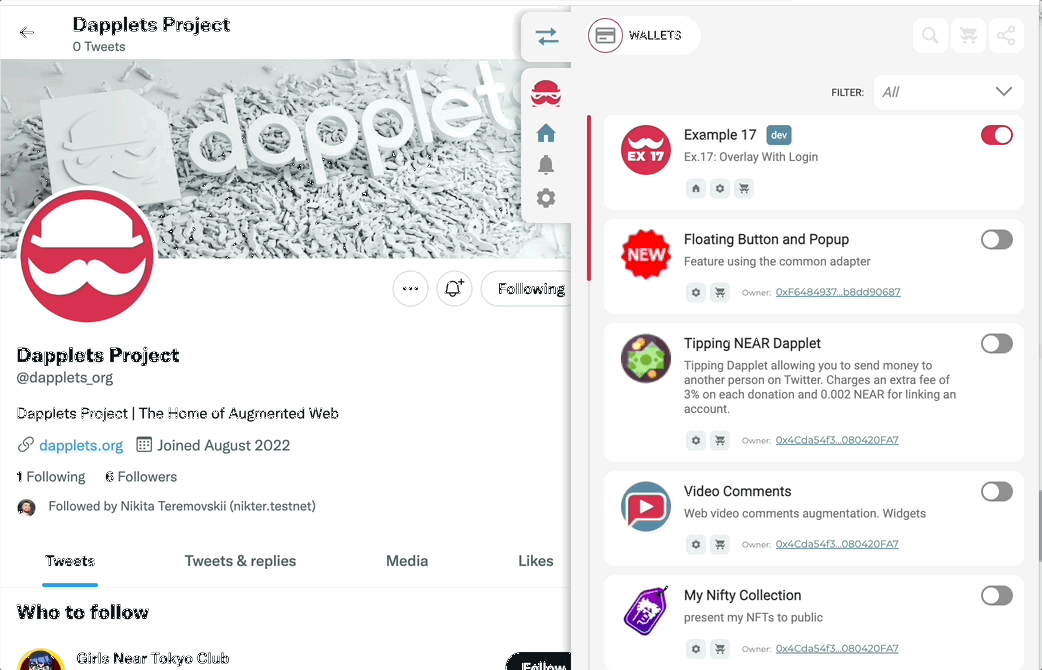 Dapplets Project
0 Tweets
dapplet
Following
Dapplets Project
@dapplets_org
Dapplets Project | The Home of Augmented Web
dapplets.org Joined August 2022
1 Following 6 Followers
Followed by Nikita Teremovskii (nikter.testnet)
Tweets Tweets & replies Media Likes
Who to follow
Girls Near Tokyo Club
Follow
WALLETS
FILTER: All
EX 17
Example 17 dev
Ex.17: Overlay With Login
NEW
Floating Button and Popup
Feature using the common adapter
Owner: 0xF6484937...b8dd90687
Tipping NEAR Dapplet
Tipping Dapplet allowing you to send money to
another person on Twitter. Charges an extra fee of
3% on each donation and 0.002 NEAR for linking an
account.
Owner: 0x4Cda54f3...080420FA7
Video Comments
Web video comments augmentation. Widgets
Owner: 0x4Cda54f3...080420FA7
My Nifty Collection
present my NFTs to public
Owner: 0x4Cda54f3...080420FA7